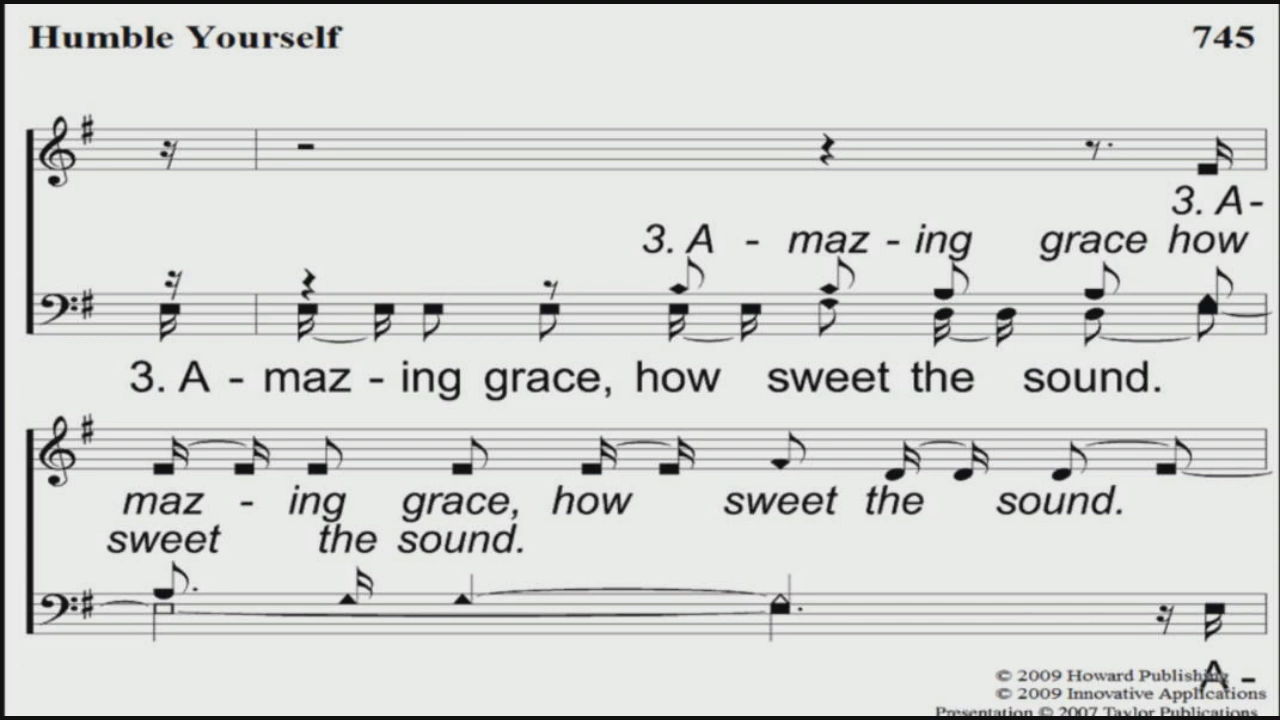 Humble Yourself 745
3. A -
3. A - maz - ing grace how
3. A - maz - ing grace, how sweet the sound.
maz - ing grace, how sweet the sound.
sweet the sound.
A -
© 2009 Howard Publishing
© 2009 Innovative Applications
Presentation © 2007 Taylor Publications